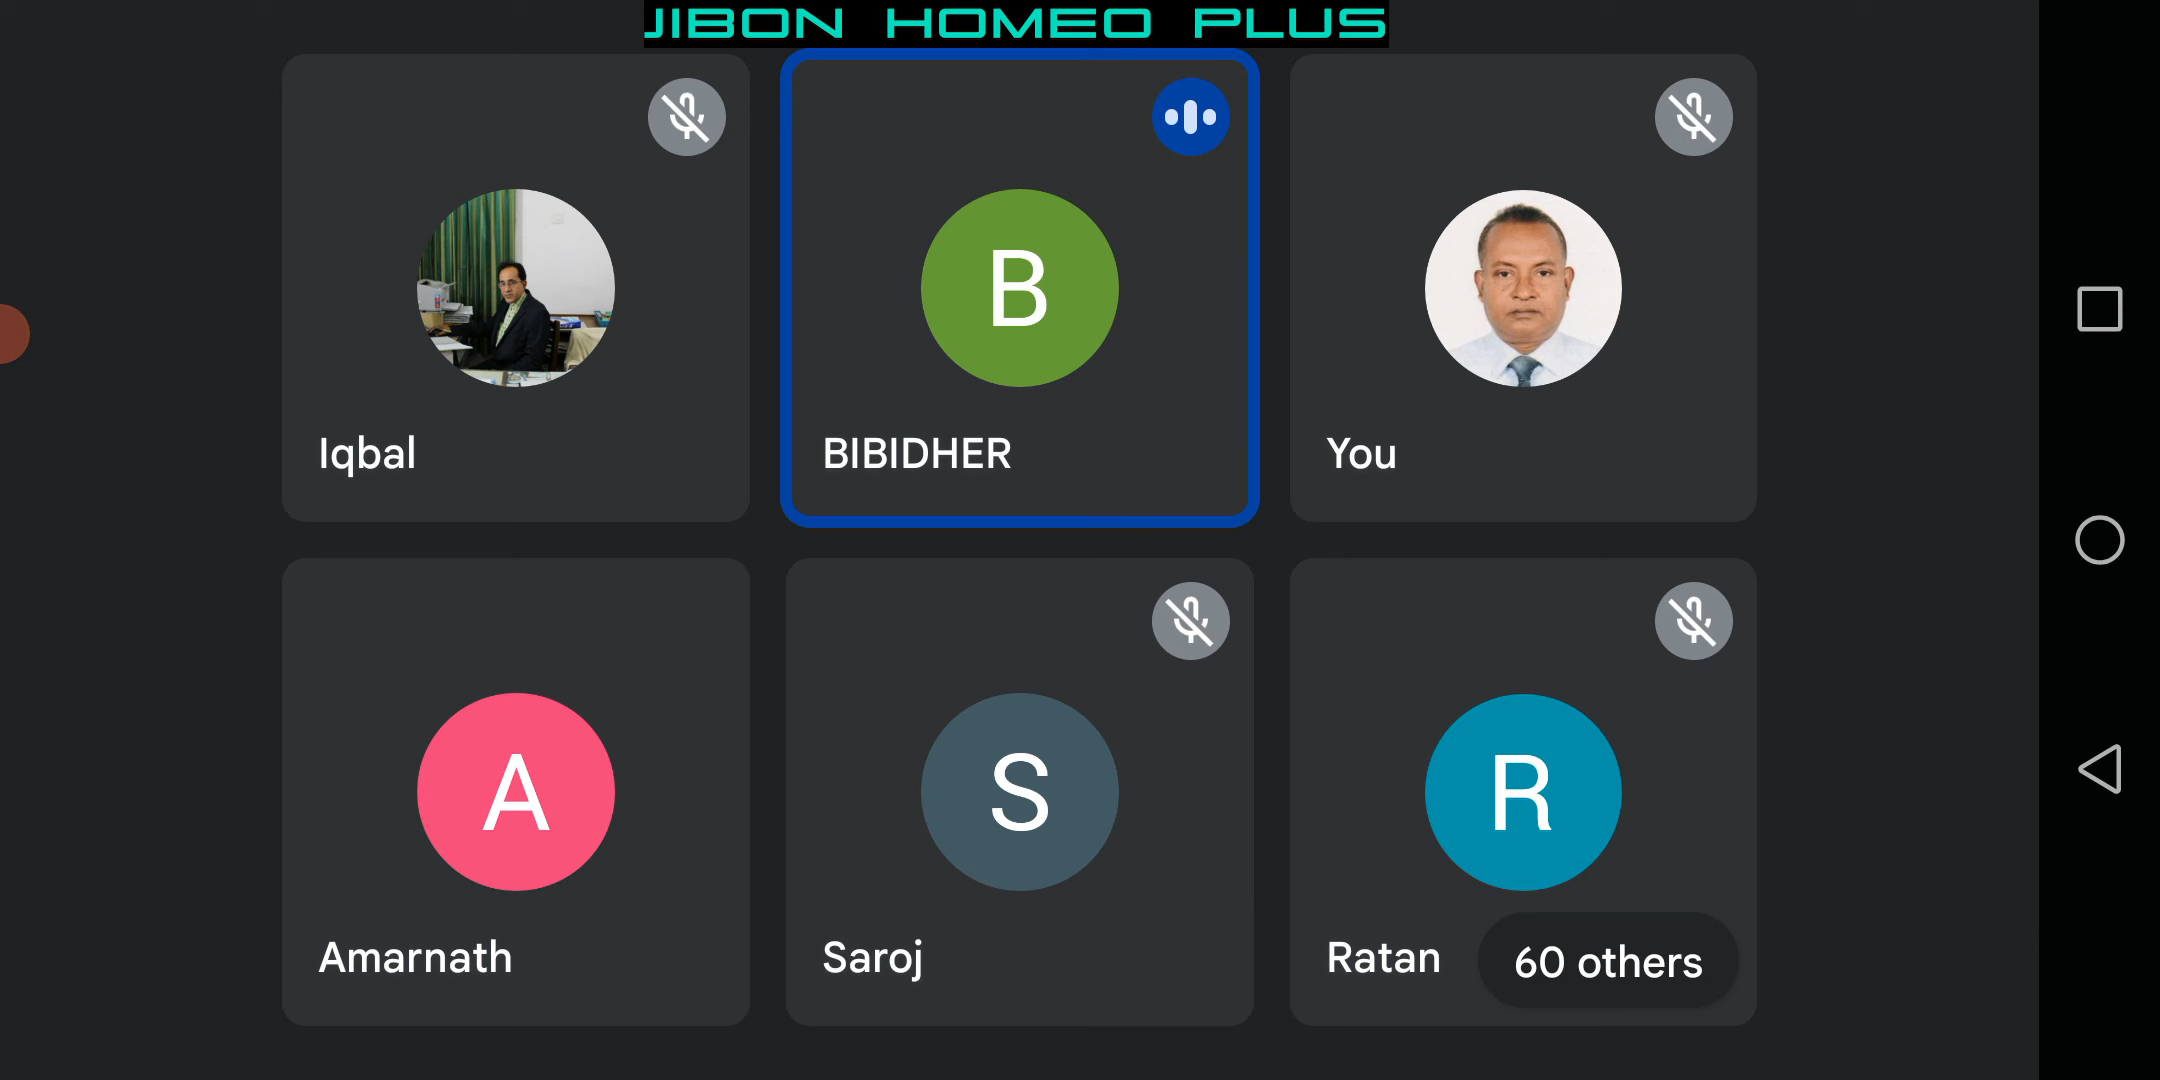 JIBON HOMEO PLUS
B
Iqbal
BIBIDHER
You
A
S
R
Amarnath
Saroj
Ratan
60 others